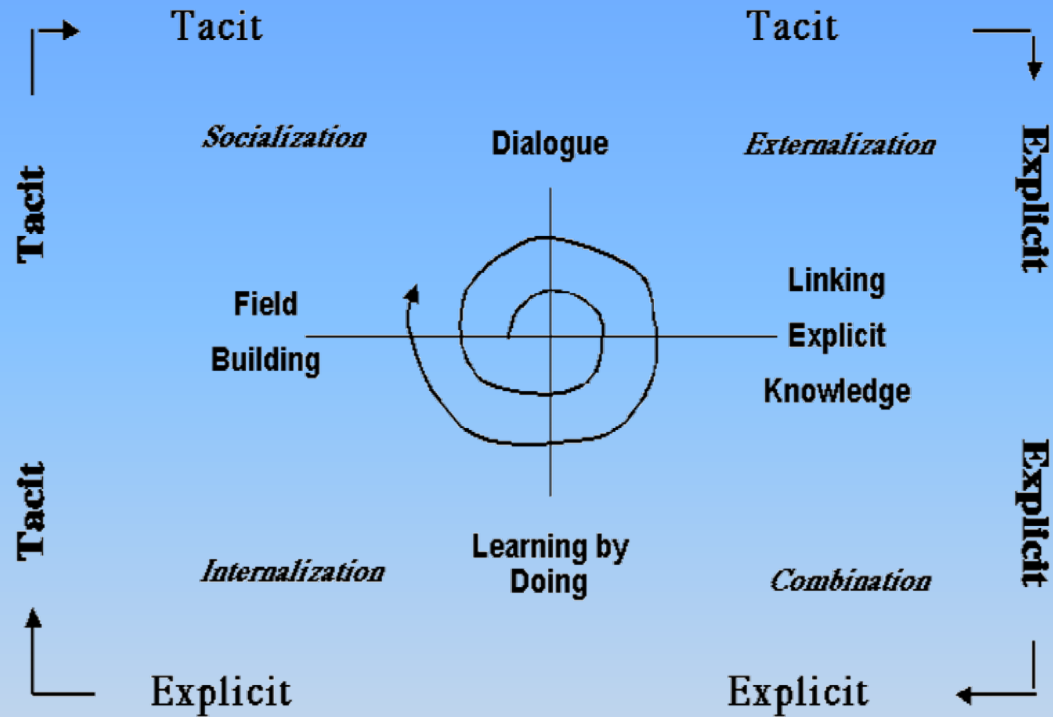 Tacit
Tacit
Tacit
Explicit
Socialization
Dialogue
Externalization
Field
Building
Linking
Explicit
Knowledge
Tacit
Explicit
Internalization
Learning by
Doing
Combination
Explicit
Explicit